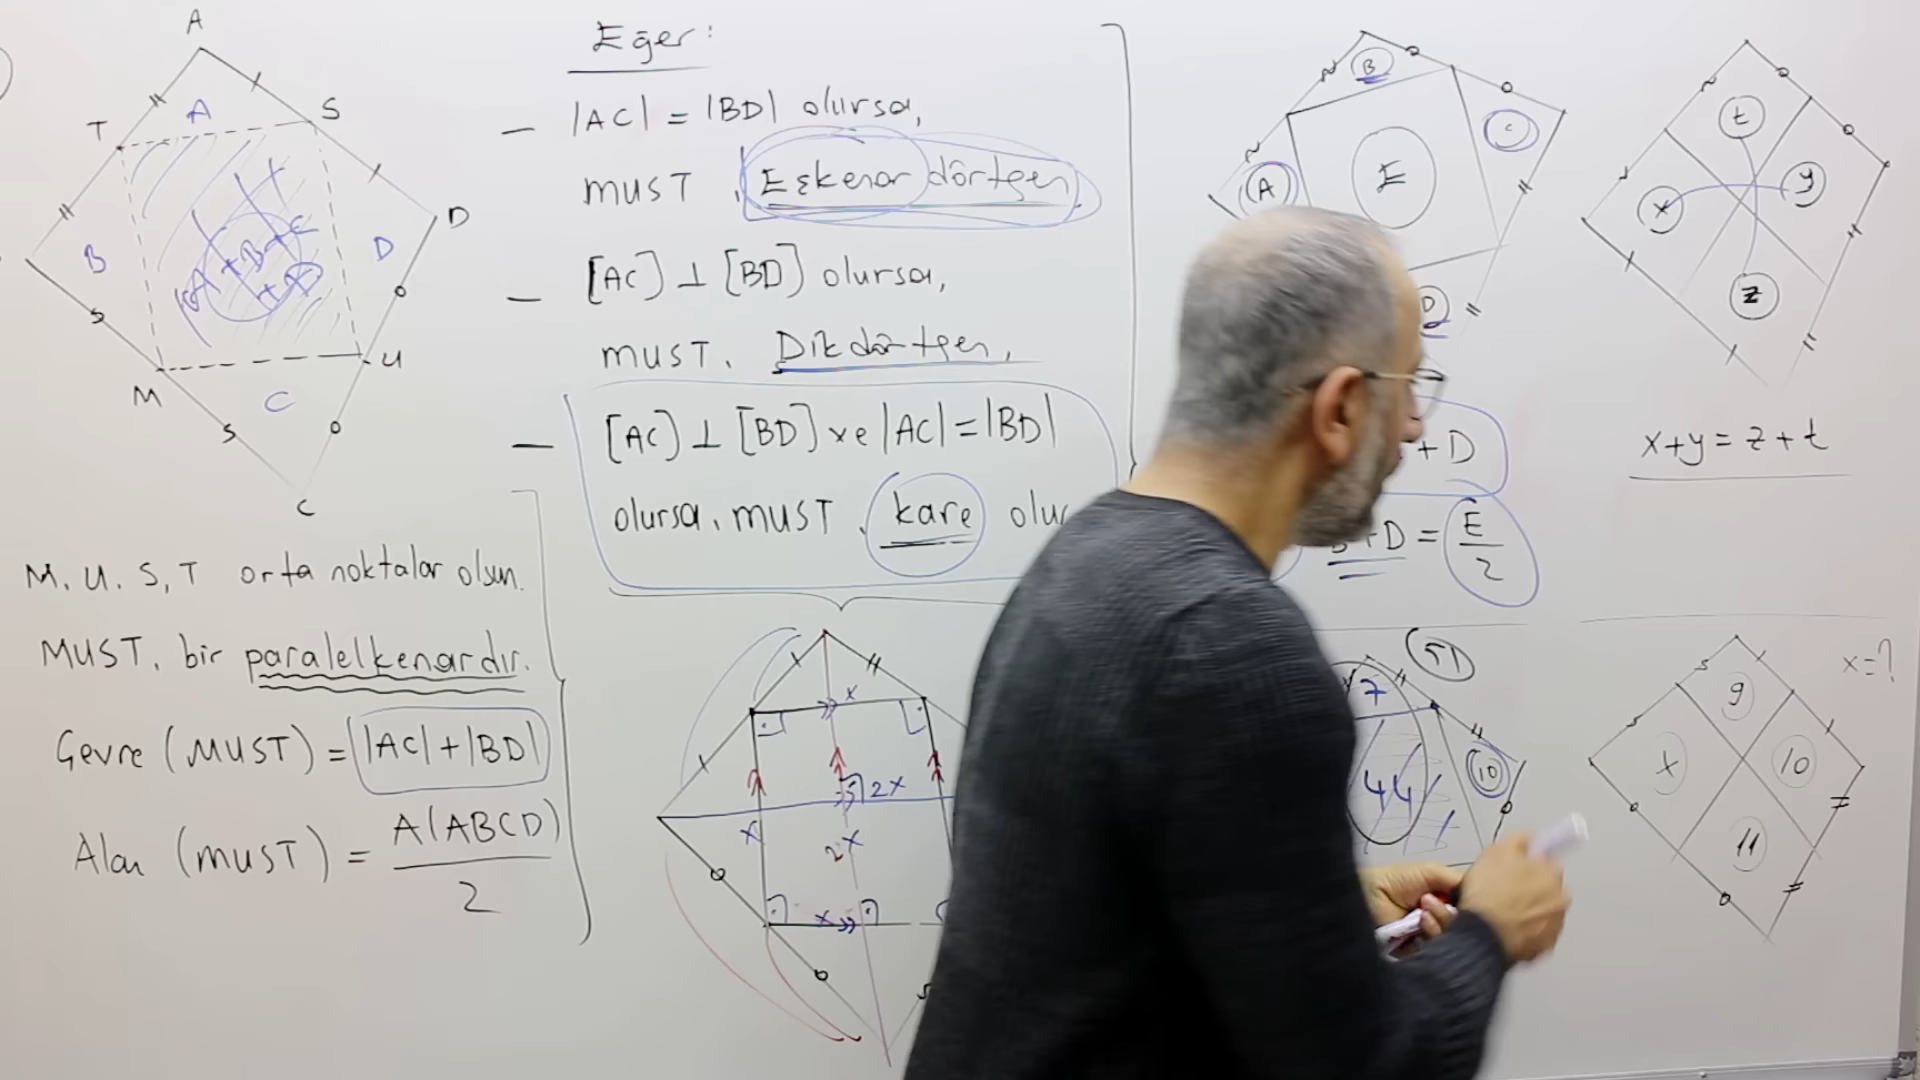 A
T
A
S
B
A+B+C
+D
D
D
M
C
U
C
M.U.S,T orta noktalar olsun.
MUST, bir paralelkenardır.
Çevre (MUST) = |AC|+|BD|
Alan (MUST) = A(ABCD)
2
Eğer:
— |AC| = |BD| olursa,
MUST, Eşkenar dörtgen,
— [AC] ⊥ [BD] olursa,
MUST. Dikdörtgen,
— [AC] ⊥ [BD] ve |AC|=|BD|
olursa, MUST, kare
x
2x
x
2x
x
B
C
A
E
D
+D
+D = E
2
51
7
10
44
t
x
y
z
x+y = z+t
x=?
9
x
10
11